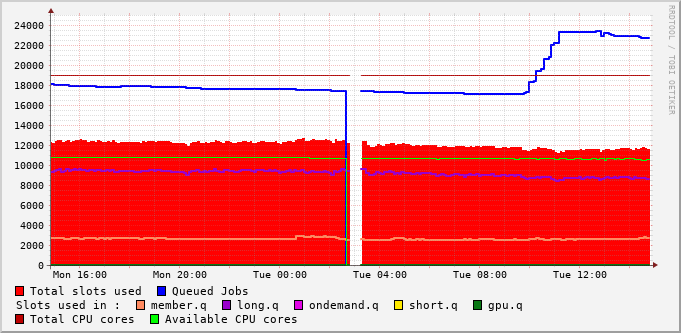 RRDTOOL / TOBI OETIKER
24000
22000
20000
18000
16000
14000
12000
10000
8000
6000
4000
2000
0
Mon 16:00 Mon 20:00 Tue 00:00 Tue 04:00 Tue 08:00 Tue 12:00
Total slots used Queued Jobs
Slots used in : member.q long.q ondemand.q short.q gpu.q
Total CPU cores Available CPU cores